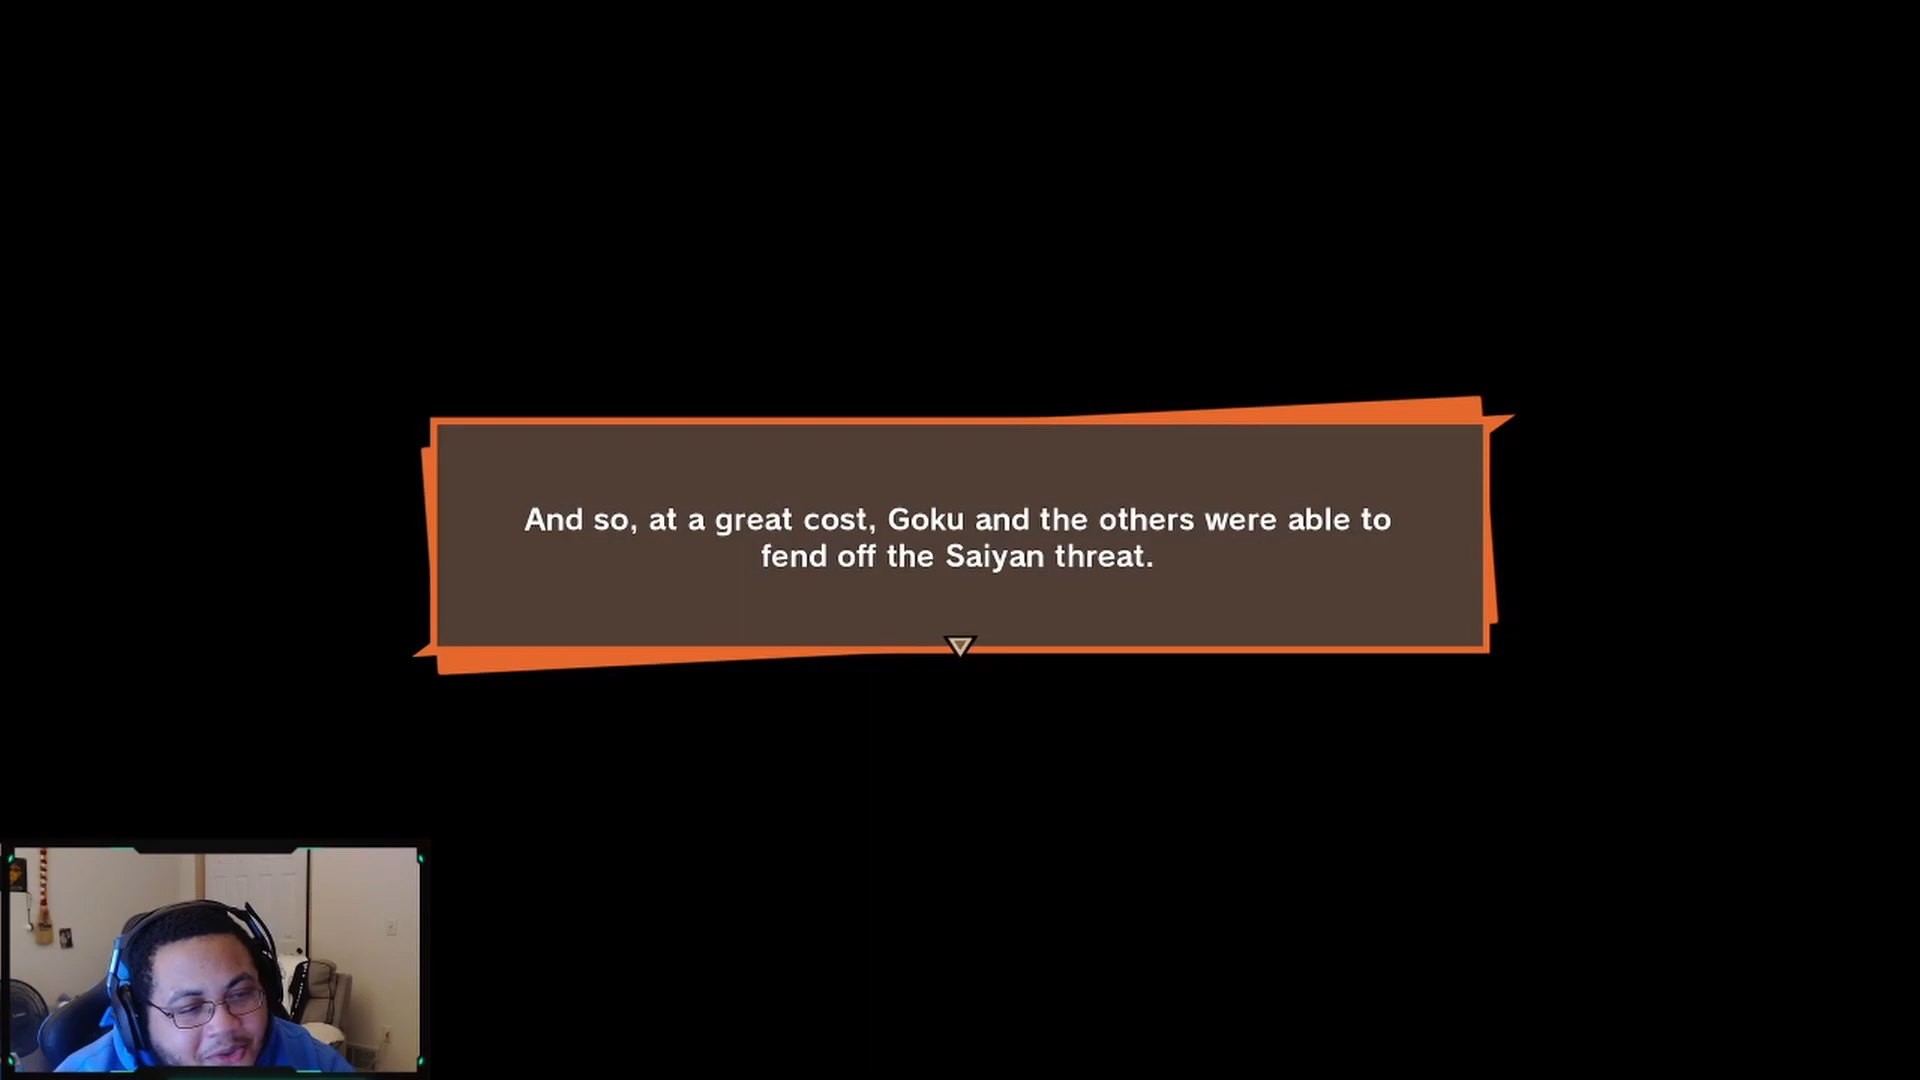 And so, at a great cost, Goku and the others were able to
fend off the Saiyan threat.